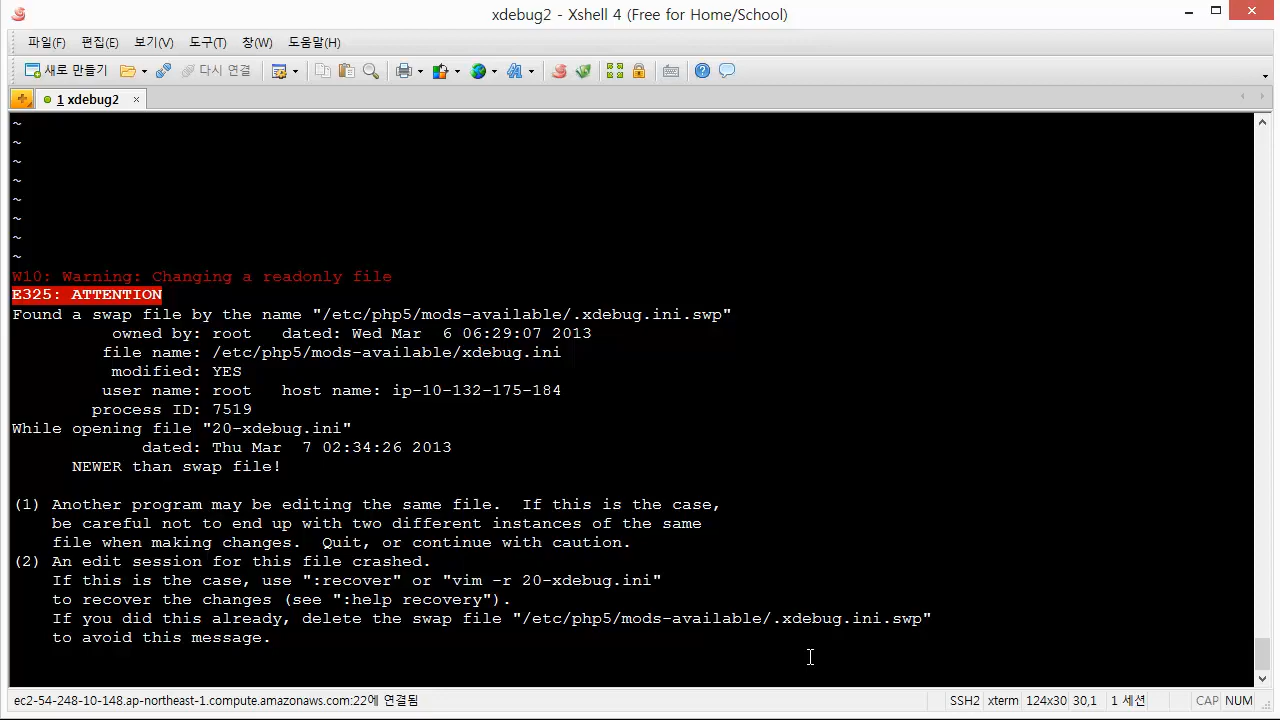 xdebug2 - Xshell 4 (Free for Home/School)
파일(F) 편집(E) 보기(V) 도구(T) 창(W) 도움말(H)
새로 만들기 다시 연결
1 xdebug2 ×
~
~
~
~
~
~
~
~
W10: Warning: Changing a readonly file
E325: ATTENTION
Found a swap file by the name "/etc/php5/mods-available/.xdebug.ini.swp"
owned by: root dated: Wed Mar 6 06:29:07 2013
file name: /etc/php5/mods-available/xdebug.ini
modified: YES
user name: root host name: ip-10-132-175-184
process ID: 7519
While opening file "20-xdebug.ini"
dated: Thu Mar 7 02:34:26 2013
NEWER than swap file!
(1) Another program may be editing the same file. If this is the case,
be careful not to end up with two different instances of the same
file when making changes. Quit, or continue with caution.
(2) An edit session for this file crashed.
If this is the case, use ":recover" or "vim -r 20-xdebug.ini"
to recover the changes (see ":help recovery").
If you did this already, delete the swap file "/etc/php5/mods-available/.xdebug.ini.swp"
to avoid this message.
ec2-54-248-10-148.ap-northeast-1.compute.amazonaws.com:22에 연결됨 SSH2 xterm 124x30 30,1 1 세션 CAP NUM